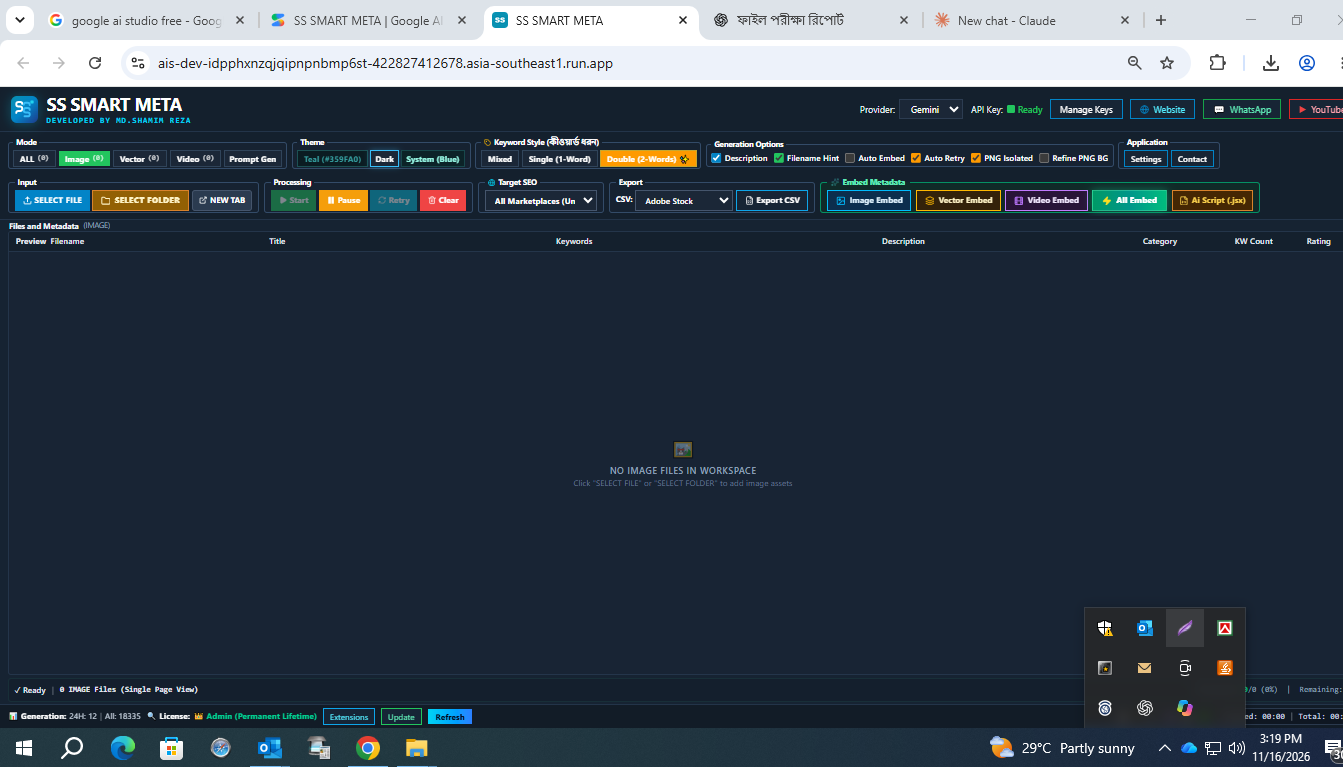 google ai studio free - Goog
SS SMART META | Google AI
SS SMART META
ফাইল পরীক্ষা রিপোর্ট
New chat - Claude
ais-dev-idpphxnzqjqipnpnbmp6st-422827412678.asia-southeast1.run.app
SS SMART META
DEVELOPED BY MD.SHAMIM REZA
Provider: Gemini API Key: Ready Manage Keys Website WhatsApp YouTube
Mode Theme Keyword Style (কীওয়ার্ড ধরন) Generation Options Application
ALL (0) Image (0) Vector (0) Video (0) Prompt Gen Teal (#359FA0) Dark System (Blue) Mixed Single (1-Word) Double (2-Words) Description Filename Hint Auto Embed Auto Retry PNG Isolated Refine PNG BG Settings Contact
Input Processing Target SEO Export Embed Metadata
SELECT FILE SELECT FOLDER NEW TAB Start Pause Retry Clear All Marketplaces (Un CSV: Adobe Stock Export CSV Image Embed Vector Embed Video Embed All Embed Ai Script (.jsx)
Files and Metadata (IMAGE)
Preview Filename Title Keywords Description Category KW Count Rating
NO IMAGE FILES IN WORKSPACE
Click "SELECT FILE" or "SELECT FOLDER" to add image assets
✓ Ready | 0 IMAGE Files (Single Page View) /0 (0%) | Remaining:
Generation: 24H: 12 | All: 18335 License: Admin (Permanent Lifetime) Extensions Update Refresh ed: 00:00 | Total: 00:
29°C Partly sunny
3:19 PM
11/16/2026